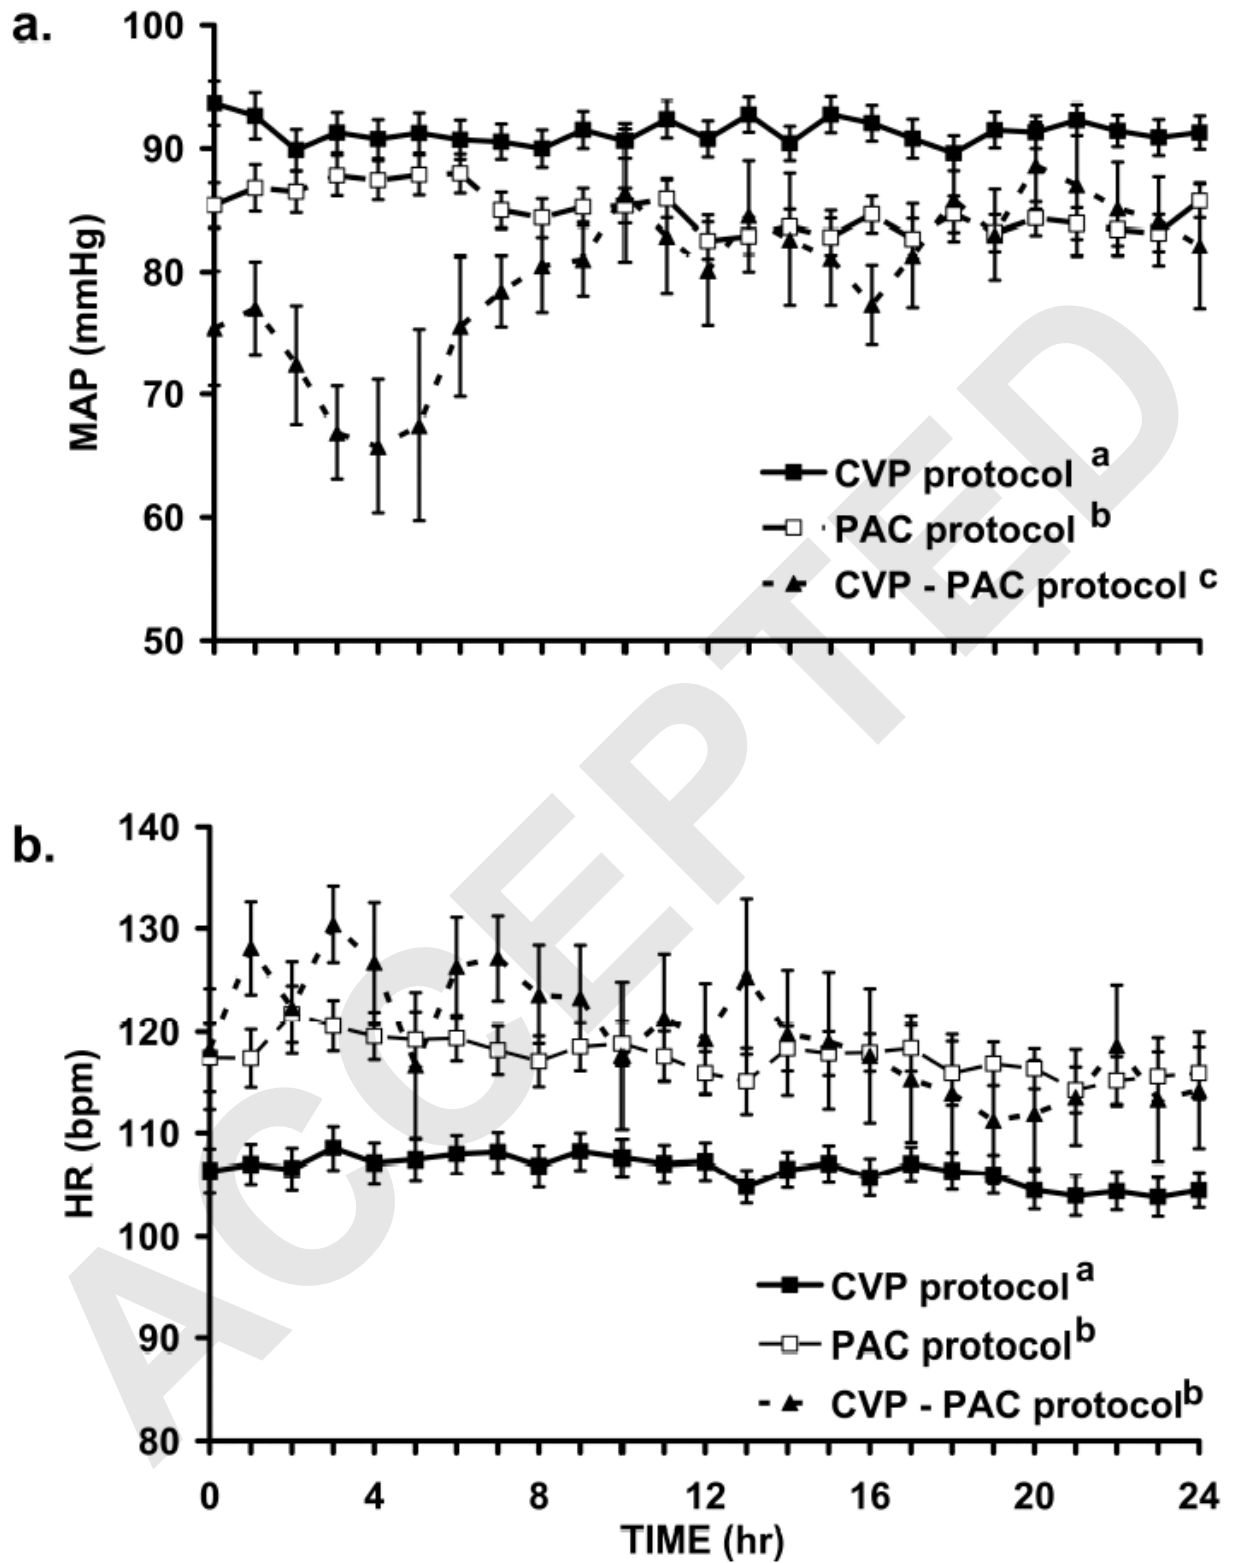 a.
100
90
80
70
60
50
MAP (mmHg)
CVP protocol a
PAC protocol b
CVP - PAC protocol c
b.
140
130
120
110
100
90
80
HR (bpm)
CVP protocol a
PAC protocol b
CVP - PAC protocol b
0 4 8 12 16 20 24
TIME (hr)
ACCEPTED